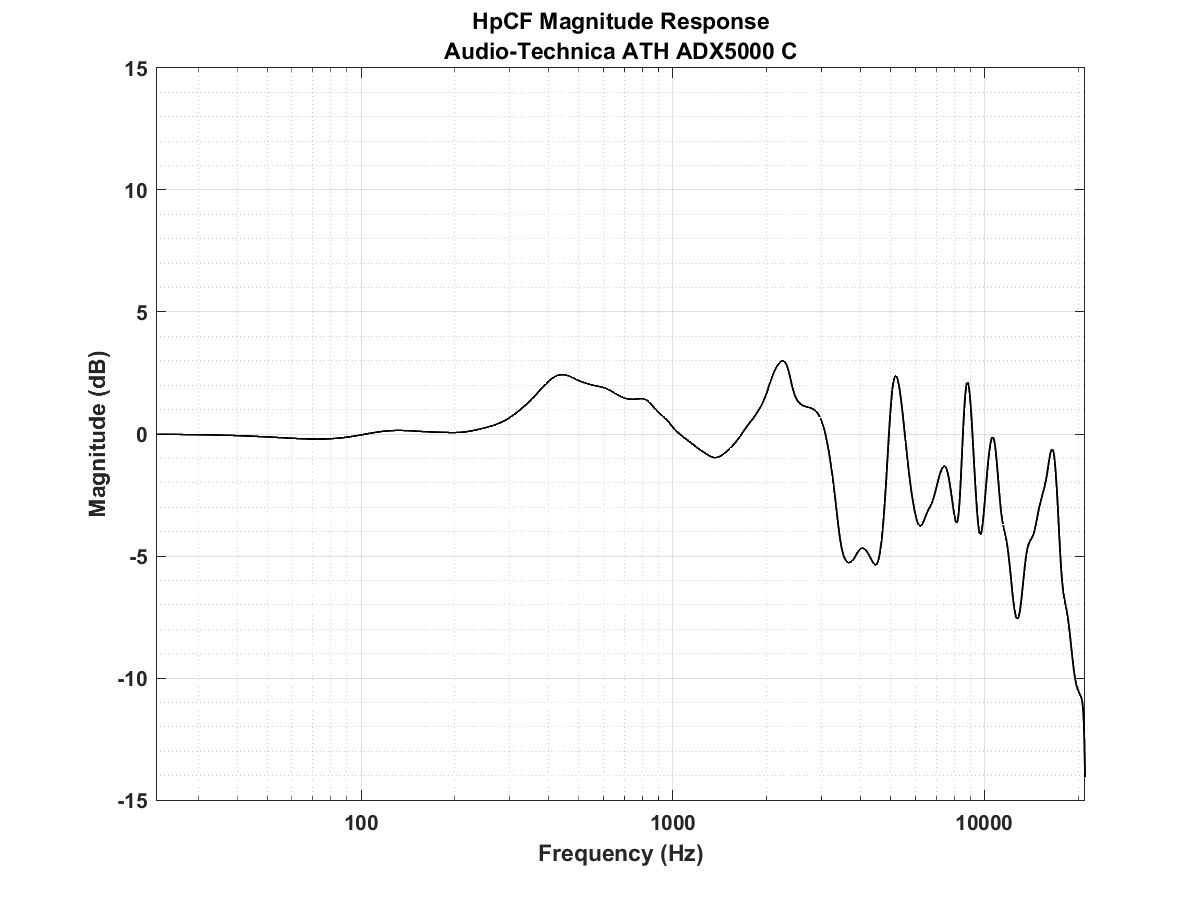 HpCF Magnitude Response
Audio-Technica ATH ADX5000 C
15
10
5
0
-5
-10
-15
Magnitude (dB)
100
1000
10000
Frequency (Hz)